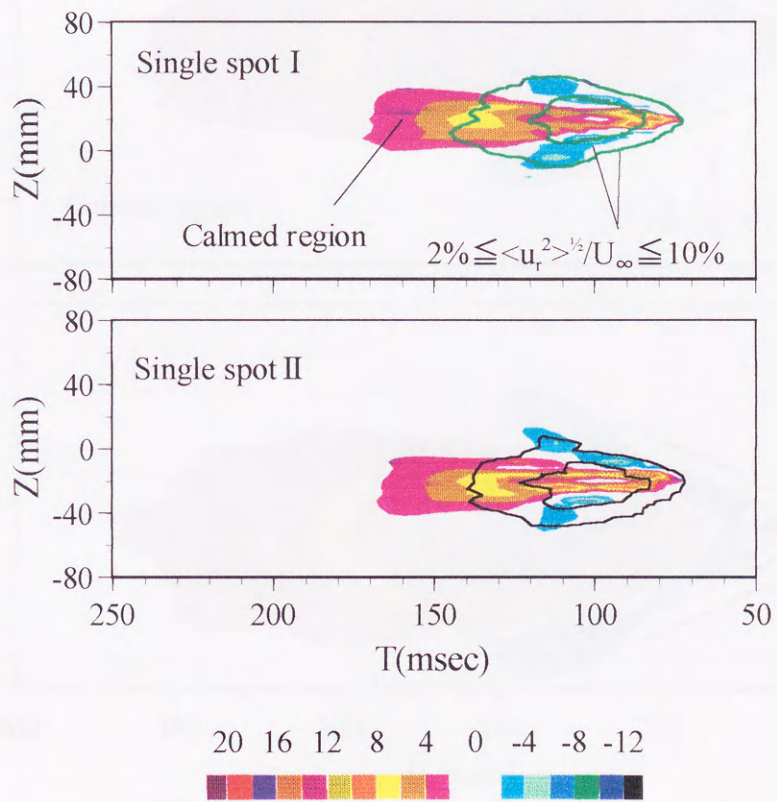 80
Single spot I
40
Z(mm)
0
-40
Calmed region
2%≦<u_r²>^½/U_∞≦10%
-80
80
Single spot II
40
Z(mm)
0
-40
-80
250 200 150 100 50
T(msec)
20 16 12 8 4 0 -4 -8 -12